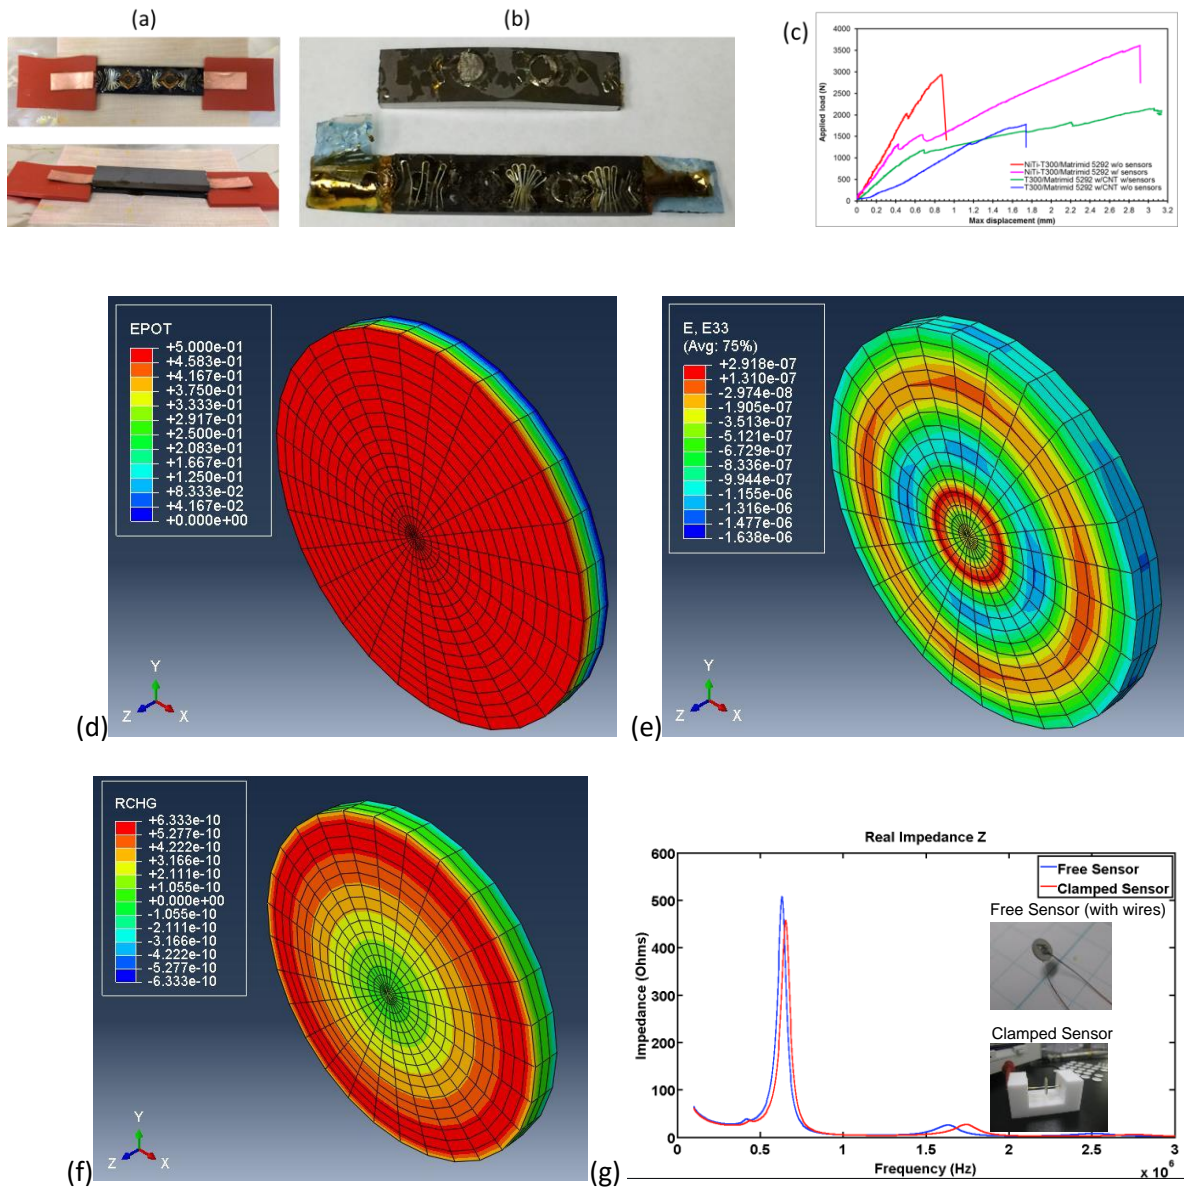 (a)
(b)
(c)
Applied load (N)
4000
3500
3000
2500
2000
1500
1000
500
0
NiTi-T300/Matrimid 5292 w/o sensors
NiTi-T300/Matrimid 5292 w/ sensors
T300/Matrimid 5292 w/CNT w/sensors
T300/Matrimid 5292 w/CNT w/o sensors
0 0.2 0.4 0.6 0.8 1 1.2 1.4 1.6 1.8 2 2.2 2.4 2.6 2.8 3 3.2
Max displacement (mm)
EPOT
+5.000e-01
+4.583e-01
+4.167e-01
+3.750e-01
+3.333e-01
+2.917e-01
+2.500e-01
+2.083e-01
+1.667e-01
+1.250e-01
+8.333e-02
+4.167e-02
+0.000e+00
Y
Z X
(d)
E, E33
(Avg: 75%)
+2.918e-07
+1.310e-07
-2.974e-08
-1.905e-07
-3.513e-07
-5.121e-07
-6.729e-07
-8.336e-07
-9.944e-07
-1.155e-06
-1.316e-06
-1.477e-06
-1.638e-06
Y
Z X
(e)
RCHG
+6.333e-10
+5.277e-10
+4.222e-10
+3.166e-10
+2.111e-10
+1.055e-10
+0.000e+00
-1.055e-10
-2.111e-10
-3.166e-10
-4.222e-10
-5.277e-10
-6.333e-10
Y
Z X
(f)
Real Impedance Z
Impedance (Ohms)
600
500
400
300
200
100
0
Free Sensor
Clamped Sensor
Free Sensor (with wires)
Clamped Sensor
0 0.5 1 1.5 2 2.5 3
Frequency (Hz)
x 10^6
(g)